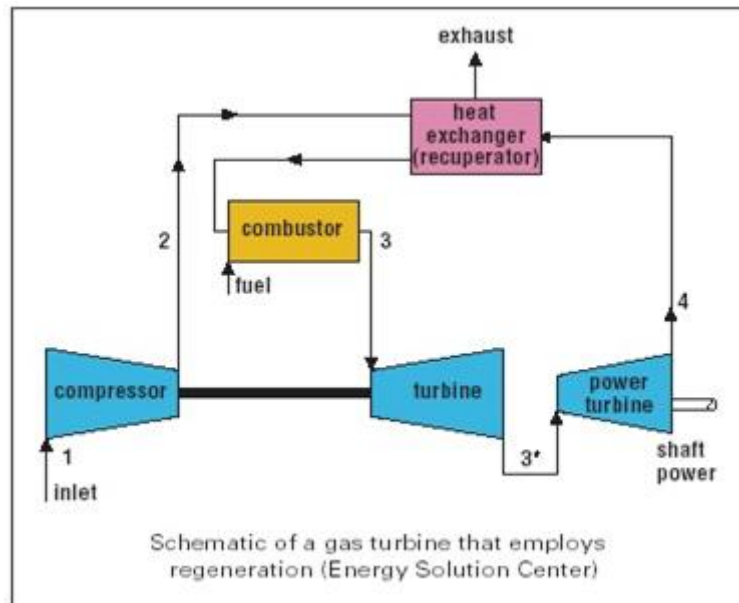 exhaust
heat
exchanger
(recuperator)
combustor
2
3
fuel
4
compressor
turbine
power
turbine
1
inlet
3'
shaft
power
Schematic of a gas turbine that employs
regeneration (Energy Solution Center)